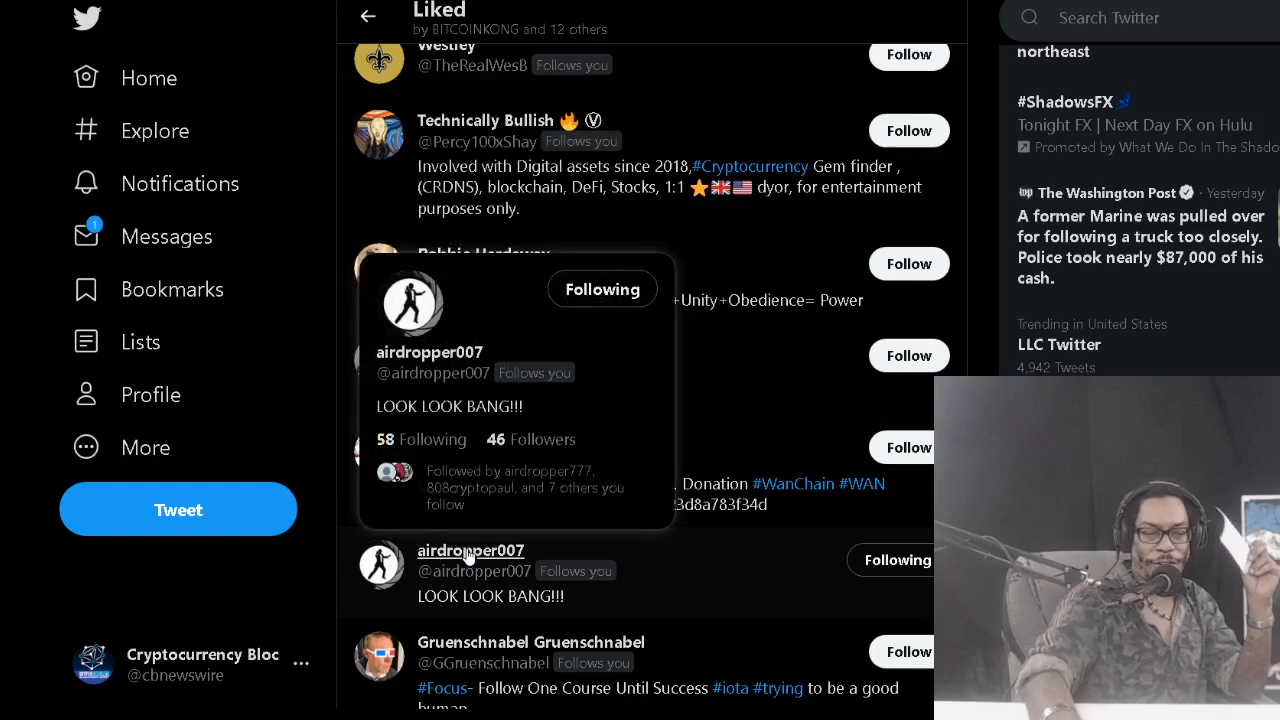 Home
Explore
Notifications
1
Messages
Bookmarks
Lists
Profile
More
Tweet
Cryptocurrency Bloc
@cbnewswire
Liked
by BITCOINKONG and 12 others
Westley
@TheRealWesB Follows you
Follow
Technically Bullish 🔥 Ⓥ
@Percy100xShay Follows you
Follow
Involved with Digital assets since 2018,#Cryptocurrency Gem finder ,
(CRDNS), blockchain, DeFi, Stocks, 1:1 ⭐🇬🇧🇺🇸 dyor, for entertainment
purposes only.
Follow
+Unity+Obedience= Power
Follow
Follow
. Donation #WanChain #WAN
23d8a783f34d
Following
airdropper007
@airdropper007 Follows you
LOOK LOOK BANG!!!
58 Following 46 Followers
Followed by airdropper777,
808cryptopaul, and 7 others you
follow
airdropper007
@airdropper007 Follows you
Following
LOOK LOOK BANG!!!
Gruenschnabel Gruenschnabel
@GGruenschnabel Follows you
Follow
#Focus- Follow One Course Until Success #iota #trying to be a good
human
Search Twitter
northeast
#ShadowsFX
Tonight FX | Next Day FX on Hulu
Promoted by What We Do In The Shado
wp The Washington Post · Yesterday
A former Marine was pulled over
for following a truck too closely.
Police took nearly $87,000 of his
cash.
Trending in United States
LLC Twitter
4,942 Tweets